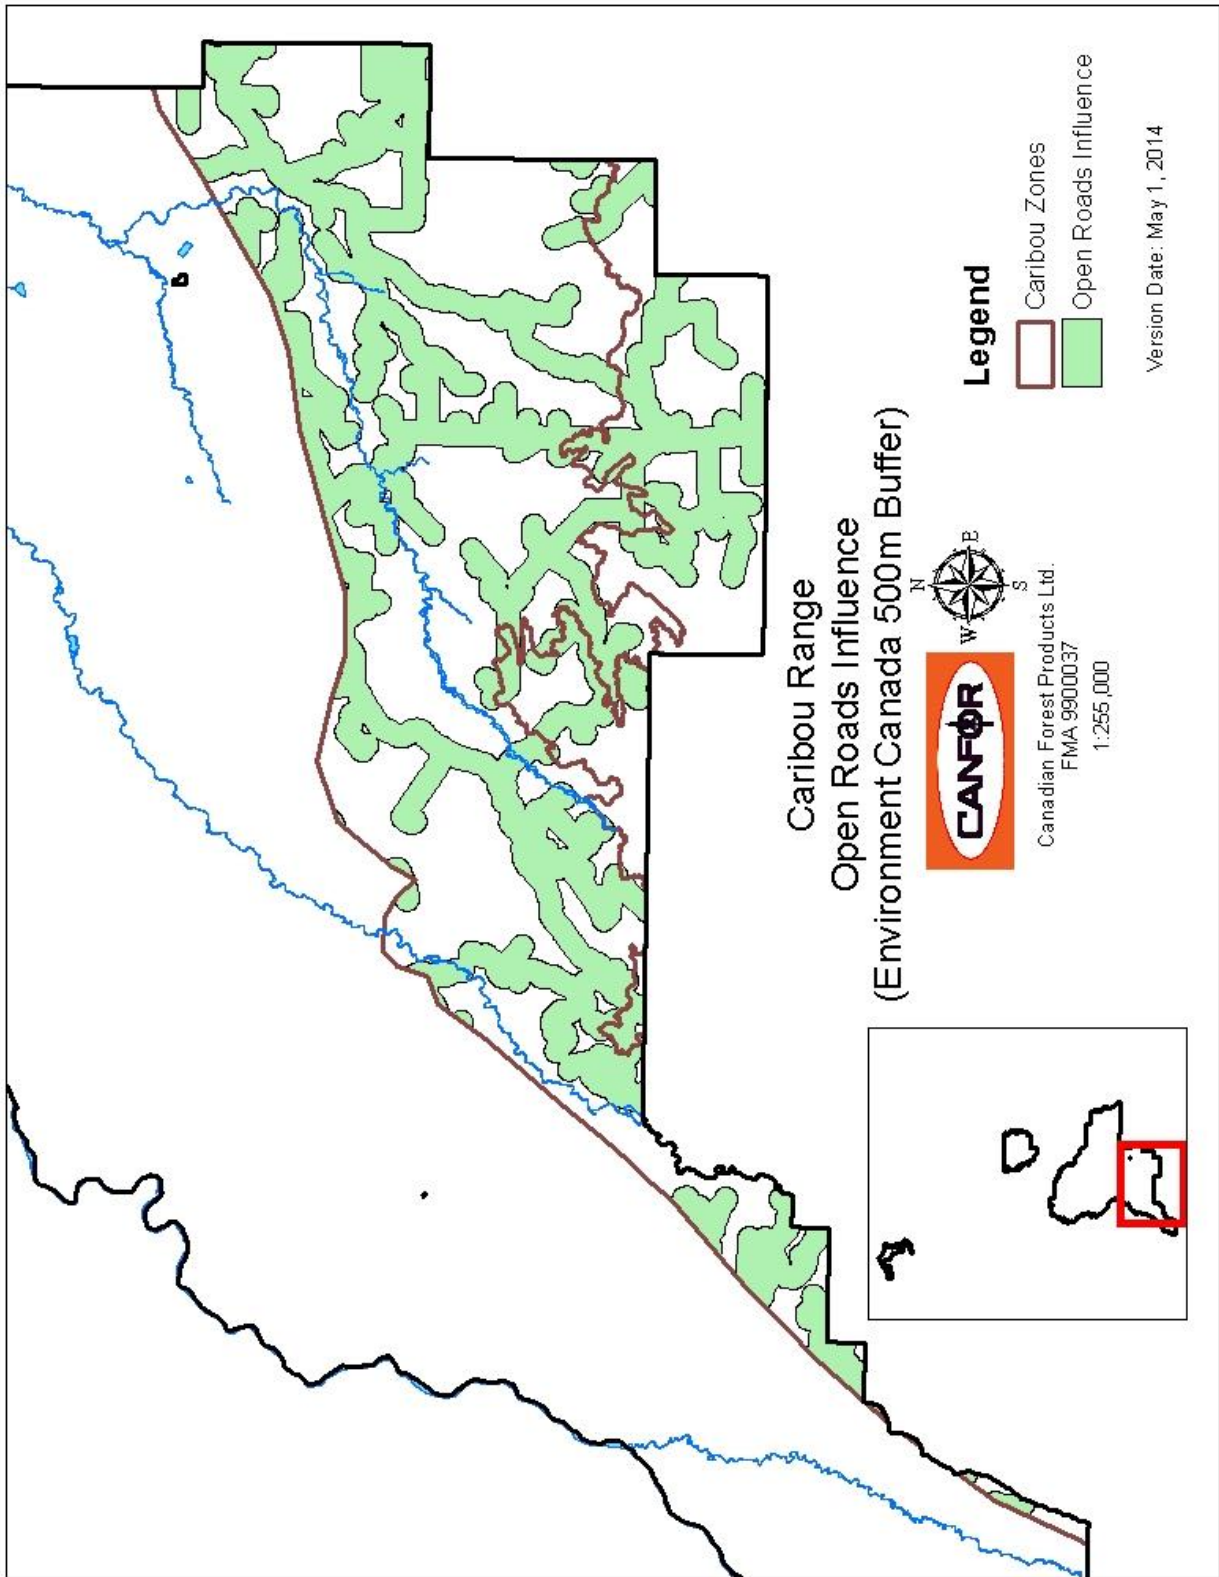 Caribou Range
Open Roads Influence
(Environment Canada 500m Buffer)
CANFOR
N
W
E
S
Canadian Forest Products Ltd.
FMA 9900037
1:255,000
Legend
Caribou Zones
Open Roads Influence
Version Date: May 1, 2014